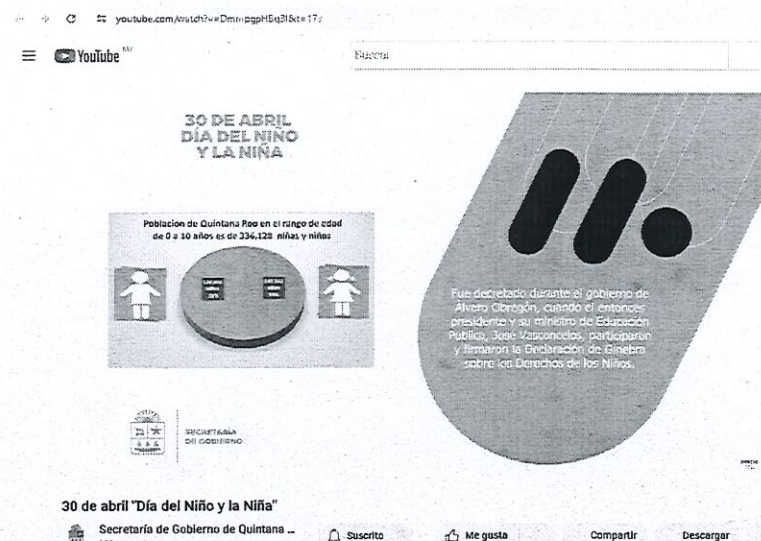 youtube.com/watch?v=
YouTube MX
Buscar
30 DE ABRIL
DÍA DEL NIÑO
Y LA NIÑA
Poblacion de Quintana Roo en el rango de edad
de 0 a 10 años es de 336,128 niñas y niños
Fue decretado durante el gobierno de
Álvaro Obregón, cuando el entonces
presidente y su ministro de Educación
Pública, José Vasconcelos, participaron
y firmaron la Declaración de Ginebra
sobre los Derechos de los Niños.
SECRETARÍA
DE GOBIERNO
30 de abril "Día del Niño y la Niña"
Secretaría de Gobierno de Quintana ...
Suscrito
Me gusta
Compartir
Descargar